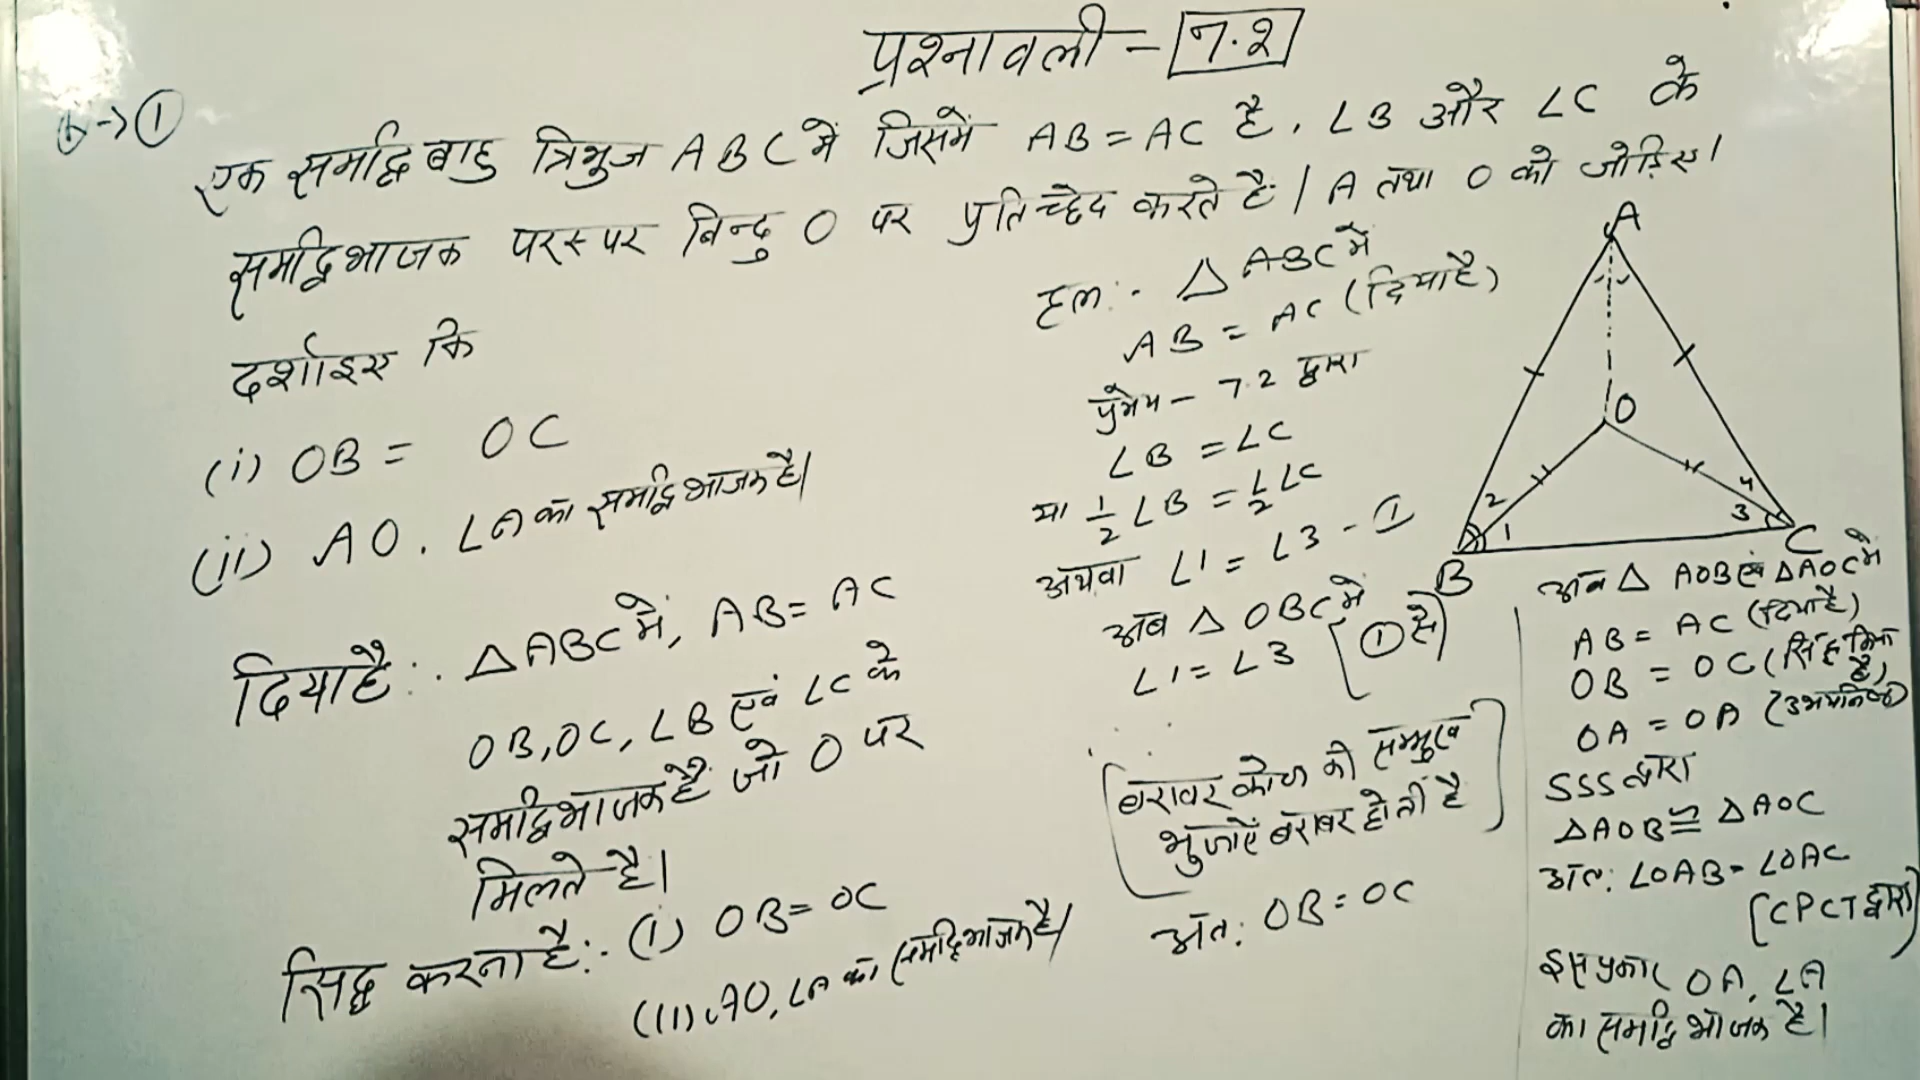 प्रश्नावली - 7.2
→ 1
एक समद्विबाहु त्रिभुज ABC में जिसमें AB = AC है, ∠B और ∠C के
समद्विभाजक परस्पर बिन्दु O पर प्रतिच्छेद करते है। A तथा O को जोड़िए।
दर्शाइए कि
(i) OB = OC
(ii) AO, ∠A का समद्विभाजक है।
दियाहै:- △ABC में, AB = AC
OB, OC, ∠B एवं ∠C के
समद्विभाजक है जो O पर
मिलते है।
सिद्ध करना है:- (i) OB = OC
(ii) AO, ∠A का समद्विभाजक है।
हल:- △ ABC में
AB = AC (दिया है)
प्रमेय - 7.2 द्वारा
∠B = ∠C
या 1/2 ∠B = 1/2 ∠C
अथवा ∠1 = ∠3 - ①
अब △ OBC में
∠1 = ∠3 [① से]
[बराबर कोण की सम्मुख
भुजाएँ बराबर होती है]
अत: OB = OC
A
O
2
1
4
3
B
C
अब △ AOB एवं △AOC में
AB = AC (दिया है)
OB = OC (सिद्ध किया है)
OA = OA (उभयनिष्ठ)
SSS द्वारा
△AOB ≅ △AOC
अत: ∠OAB = ∠OAC
[CPCT द्वारा]
इस प्रकार OA, ∠A
का समद्विभाजक है।